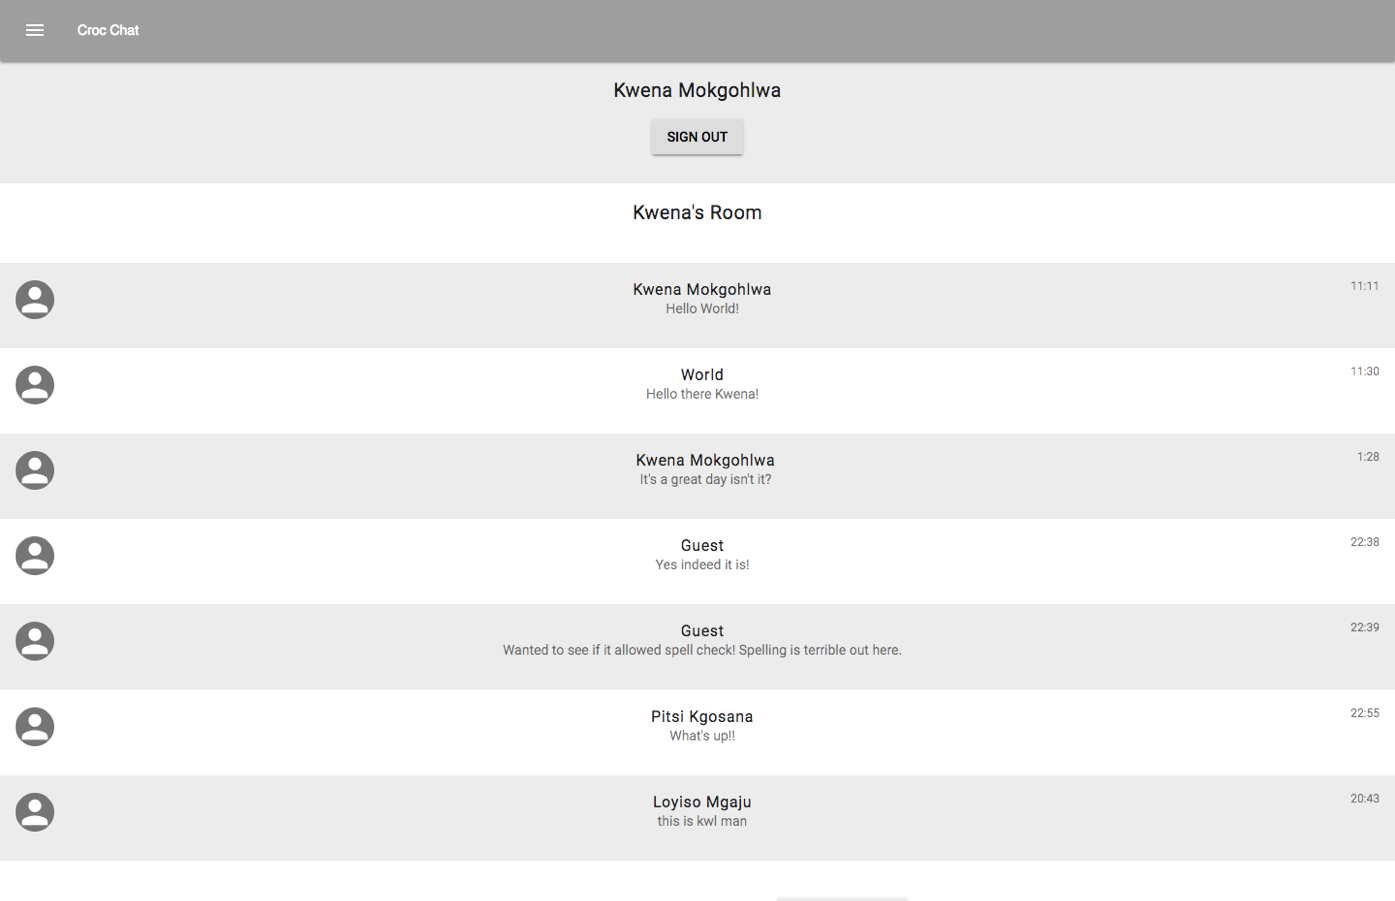 Croc Chat
Kwena Mokgohlwa
SIGN OUT
Kwena's Room
Kwena Mokgohlwa
11:11
Hello World!
World
11:30
Hello there Kwena!
Kwena Mokgohlwa
1:28
It's a great day isn't it?
Guest
22:38
Yes indeed it is!
Guest
22:39
Wanted to see if it allowed spell check! Spelling is terrible out here.
Pitsi Kgosana
22:55
What's up!!
Loyiso Mgaju
20:43
this is kwl man